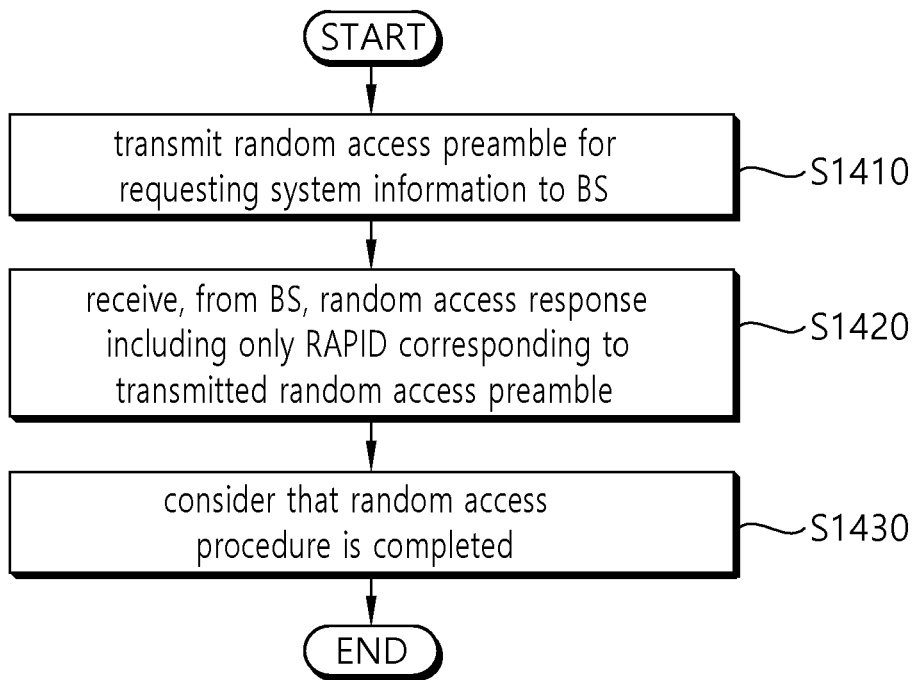 START
transmit random access preamble for
requesting system information to BS
S1410
receive, from BS, random access response
including only RAPID corresponding to
transmitted random access preamble
S1420
consider that random access
procedure is completed
S1430
END